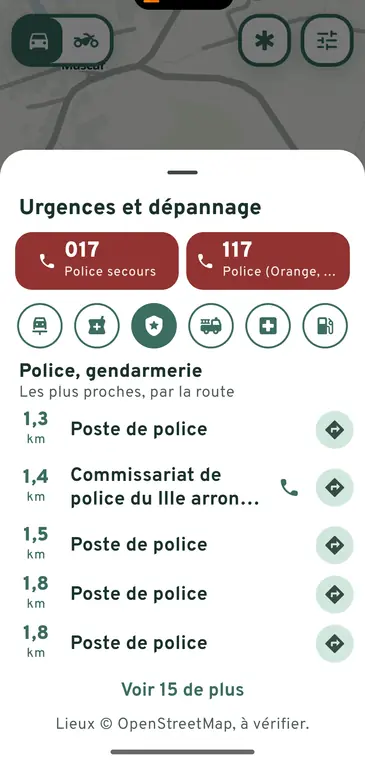 Urgences et dépannage
017
Police secours
117
Police (Orange, ...
Police, gendarmerie
Les plus proches, par la route
1,3
km
Poste de police
1,4
km
Commissariat de
police du IIIe arron...
1,5
km
Poste de police
1,8
km
Poste de police
1,8
km
Poste de police
Voir 15 de plus
Lieux © OpenStreetMap, à vérifier.